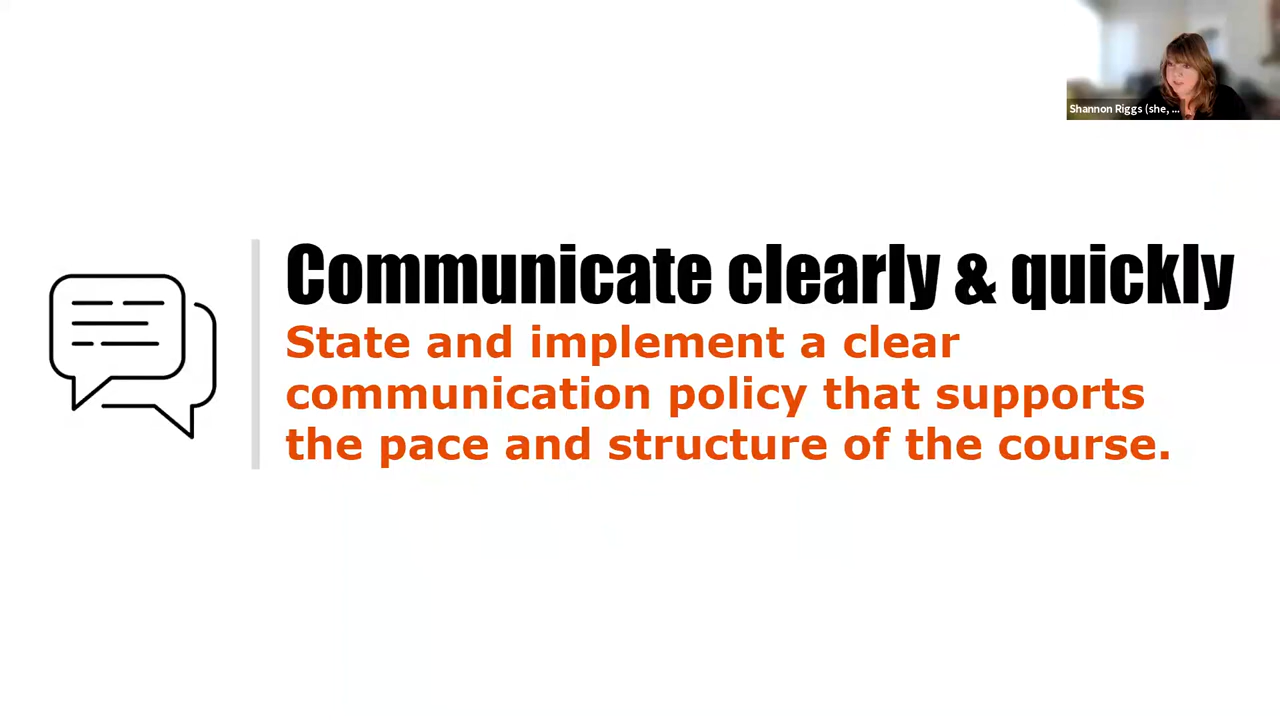 Shannon Riggs (she, ...
Communicate clearly & quickly
State and implement a clear
communication policy that supports
the pace and structure of the course.